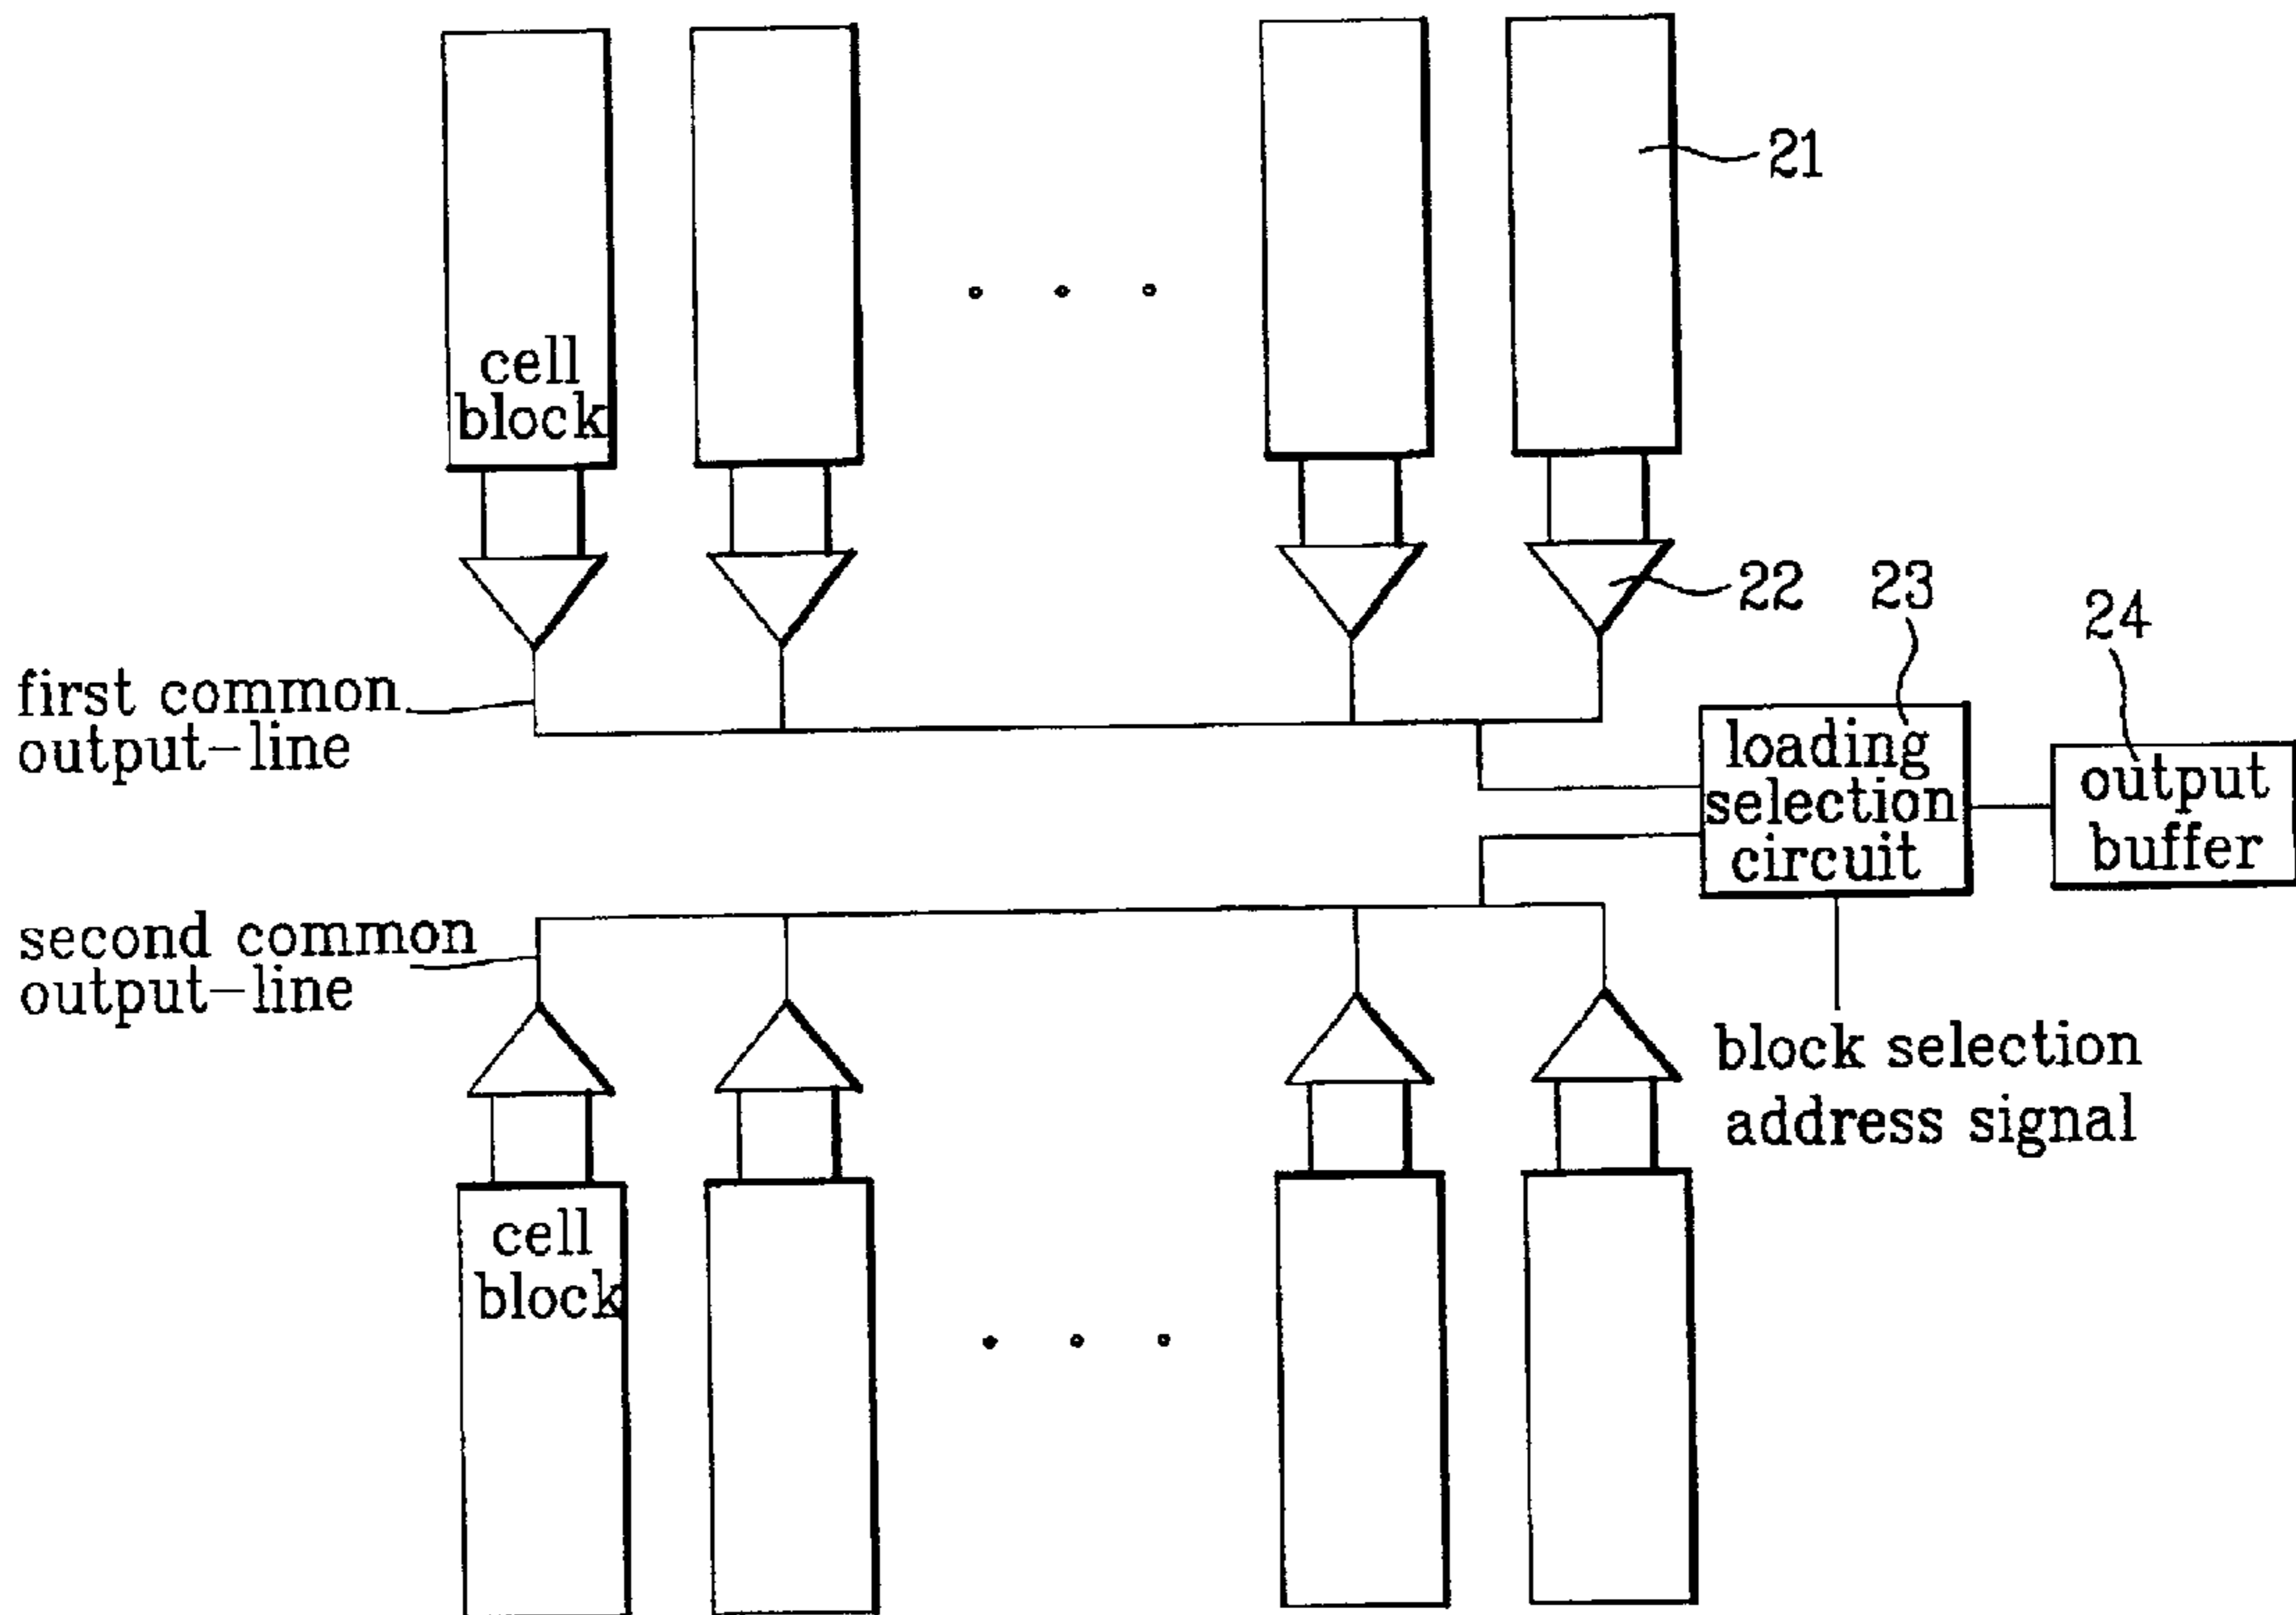 cell
block
21
22
23
24
first common
output-line
loading
selection
circuit
output
buffer
second common
output-line
block selection
address signal
cell
block